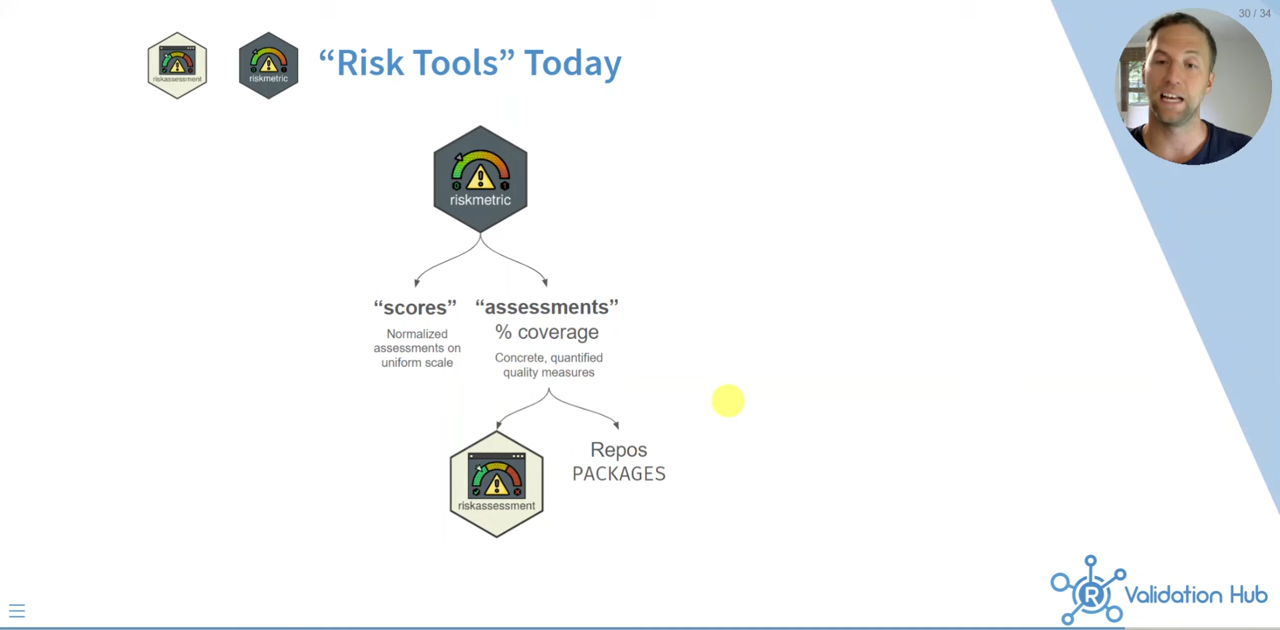 30 / 34
riskassessment
riskmetric
“Risk Tools” Today
riskmetric
“scores”
Normalized
assessments on
uniform scale
“assessments”
% coverage
Concrete, quantified
quality measures
riskassessment
Repos
PACKAGES
R Validation Hub